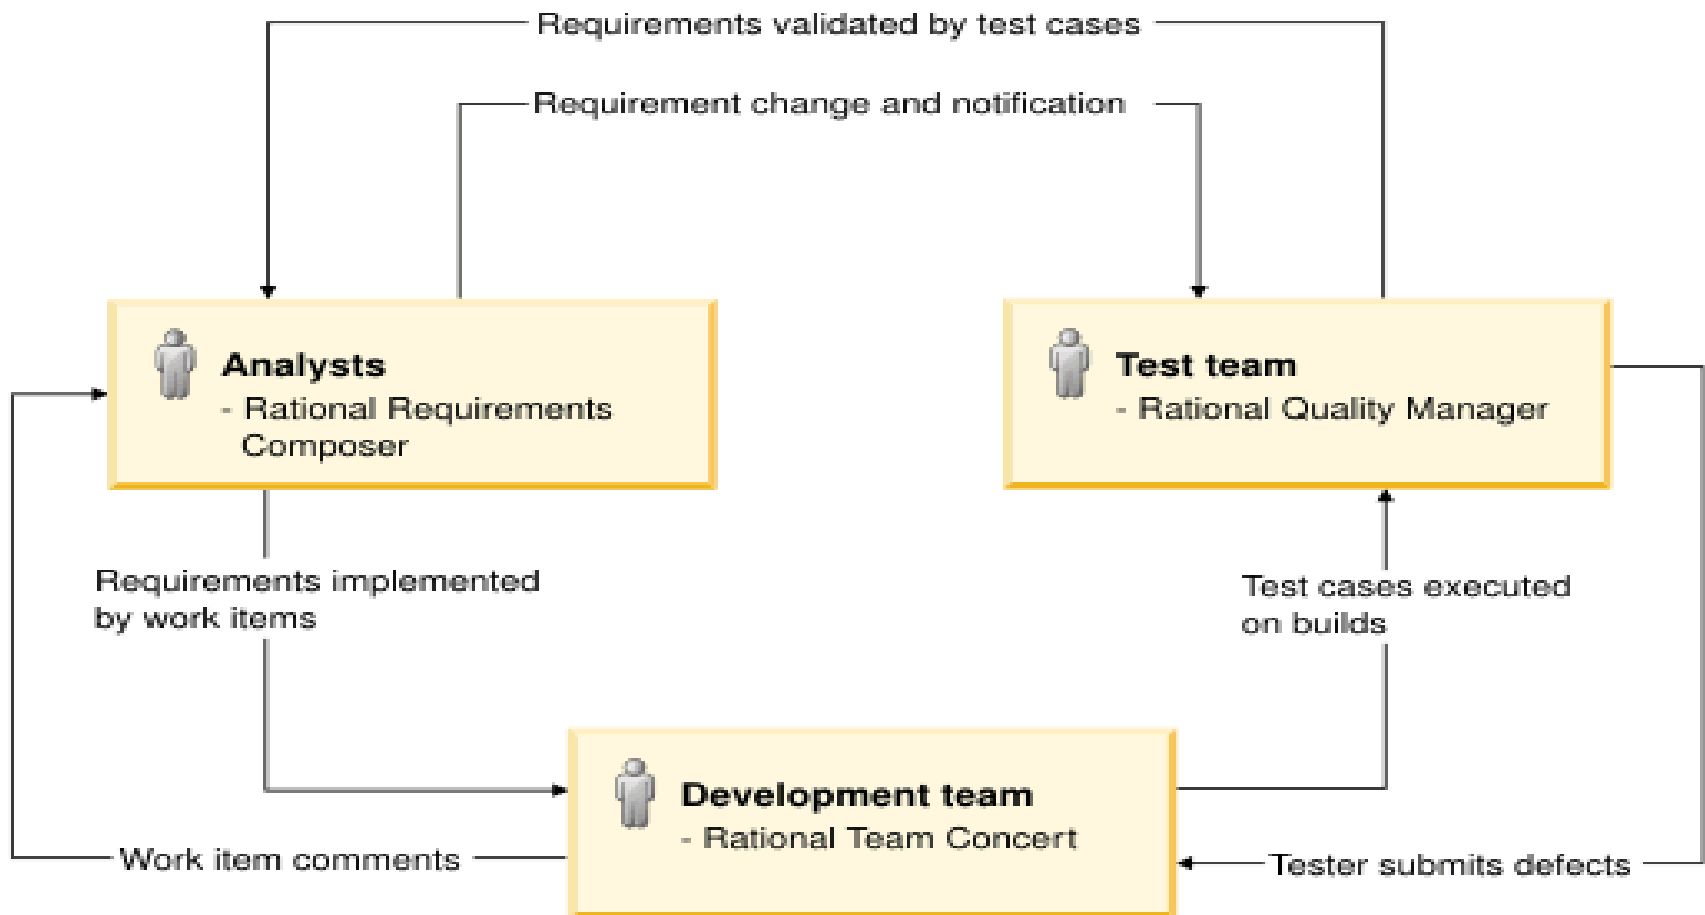 Requirements validated by test cases
Requirement change and notification
Analysts
- Rational Requirements
Composer
Test team
- Rational Quality Manager
Requirements implemented
by work items
Test cases executed
on builds
Development team
- Rational Team Concert
Work item comments
Tester submits defects